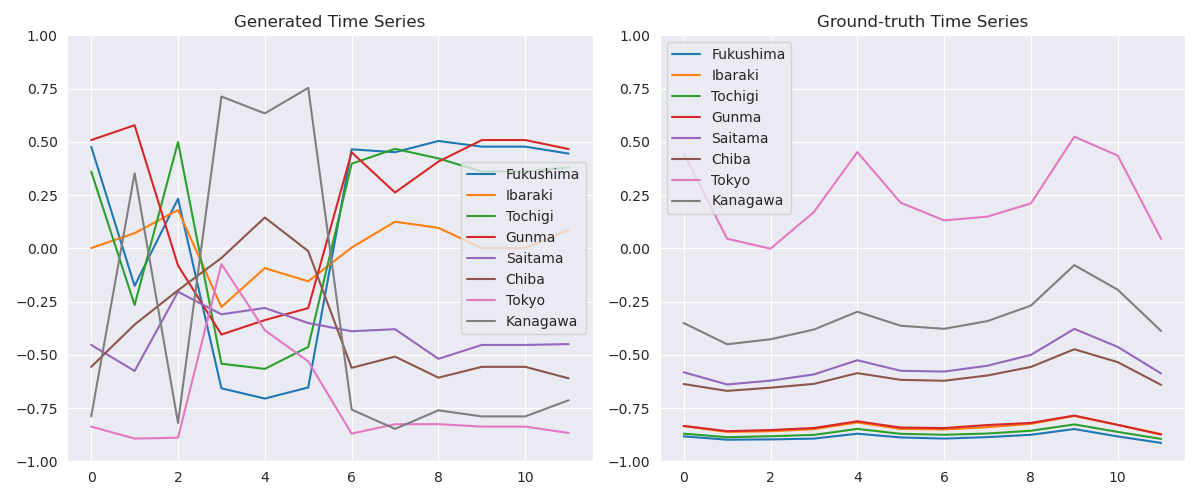 Generated Time Series
1.00
0.75
0.50
0.25
0.00
−0.25
−0.50
−0.75
−1.00
0 2 4 6 8 10
Fukushima
Ibaraki
Tochigi
Gunma
Saitama
Chiba
Tokyo
Kanagawa
Ground-truth Time Series
1.00
0.75
0.50
0.25
0.00
−0.25
−0.50
−0.75
−1.00
0 2 4 6 8 10
Fukushima
Ibaraki
Tochigi
Gunma
Saitama
Chiba
Tokyo
Kanagawa